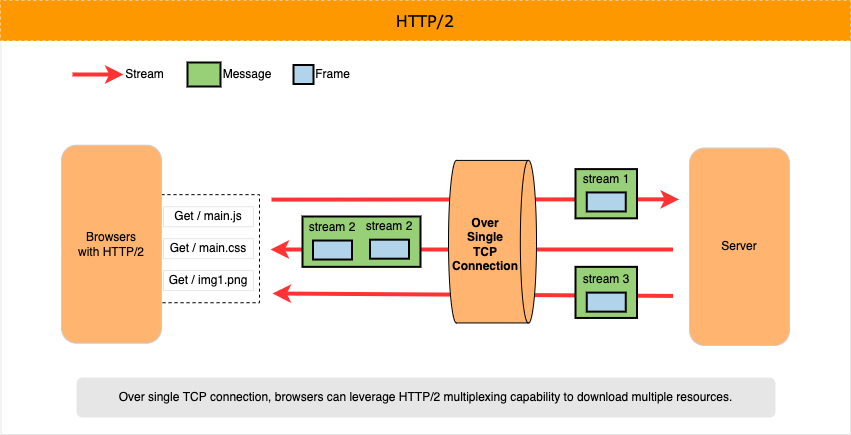 HTTP/2
Stream
Message
Frame
Browsers
with HTTP/2
Get / main.js
Get / main.css
Get / img1.png
stream 2
stream 2
Over
Single
TCP
Connection
stream 1
stream 3
Server
Over single TCP connection, browsers can leverage HTTP/2 multiplexing capability to download multiple resources.